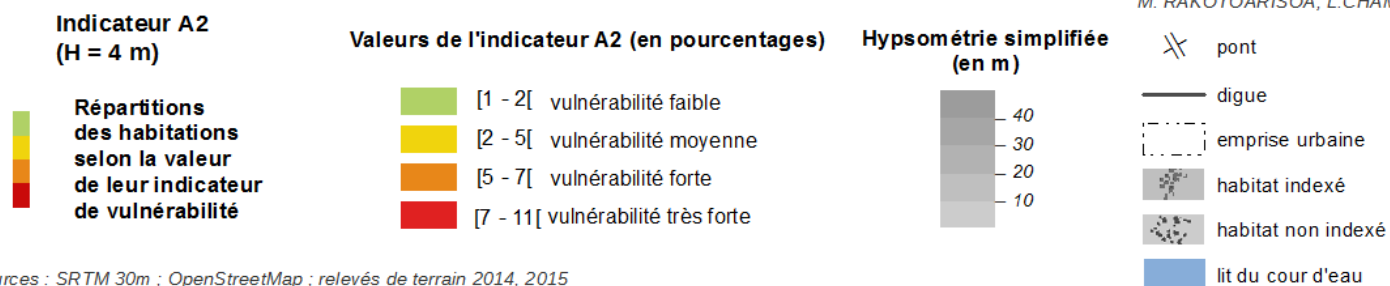 M. RAKOTOARISOA, L.CHAM
Indicateur A2
(H = 4 m)
Répartitions
des habitations
selon la valeur
de leur indicateur
de vulnérabilité
Valeurs de l'indicateur A2 (en pourcentages)
[1 - 2[ vulnérabilité faible
[2 - 5[ vulnérabilité moyenne
[5 - 7[ vulnérabilité forte
[7 - 11[ vulnérabilité très forte
Hypsométrie simplifiée
(en m)
40
30
20
10
pont
digue
emprise urbaine
habitat indexé
habitat non indexé
lit du cour d'eau
urces : SRTM 30m ; OpenStreetMap ; relevés de terrain 2014, 2015